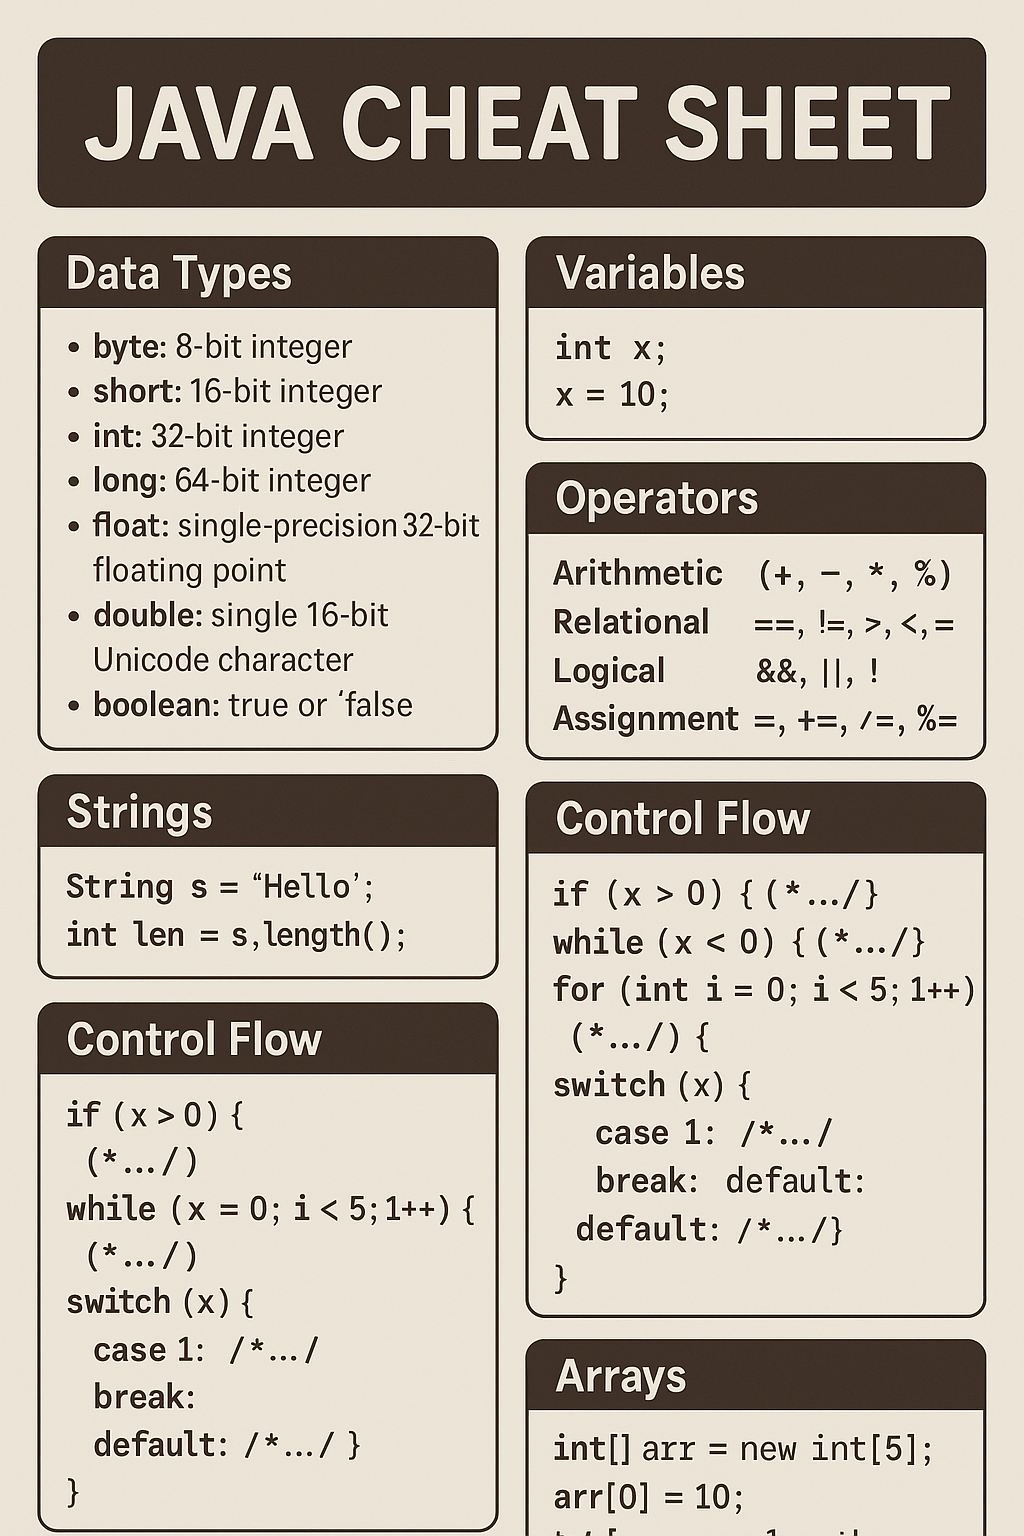 JAVA CHEAT SHEET
Data Types
• byte: 8-bit integer
• short: 16-bit integer
• int: 32-bit integer
• long: 64-bit integer
• float: single-precision 32-bit
floating point
• double: single 16-bit
Unicode character
• boolean: true or ‘false
Strings
String s = “Hello’;
int len = s,length();
Control Flow
if (x > 0) {
(*.../)
while (x = 0; i < 5; 1++) {
(*.../)
switch (x) {
case 1: /*.../
break:
default: /*.../ }
}
Variables
int x;
x = 10;
Operators
Arithmetic (+, −, *, %)
Relational ==, !=, >, <, =
Logical &&, ||, !
Assignment =, +=, /=, %=
Control Flow
if (x > 0) { (*.../}
while (x < 0) { (*.../}
for (int i = 0; i < 5; 1++)
(*.../) {
switch (x) {
case 1: /*.../
break: default:
default: /*.../}
}
Arrays
int[] arr = new int[5];
arr[0] = 10;